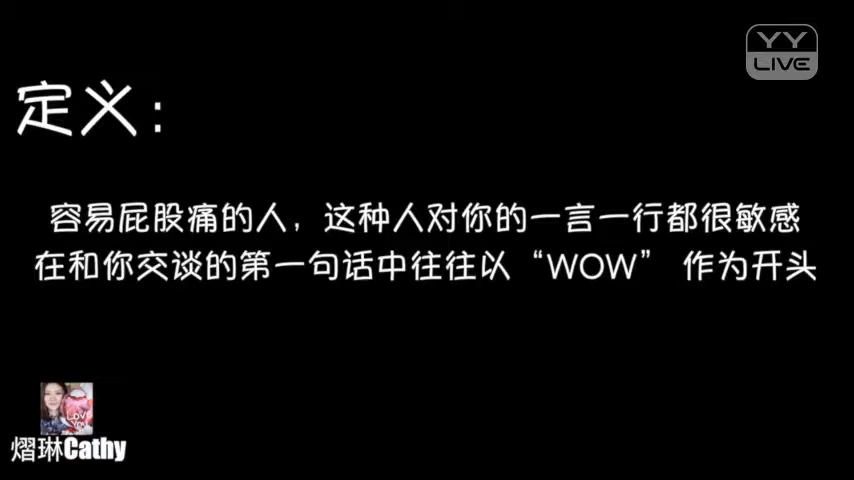 YY
LIVE
定义：
容易屁股痛的人，这种人对你的一言一行都很敏感
在和你交谈的第一句话中往往以“WOW” 作为开头
Love
You
熠琳Cathy